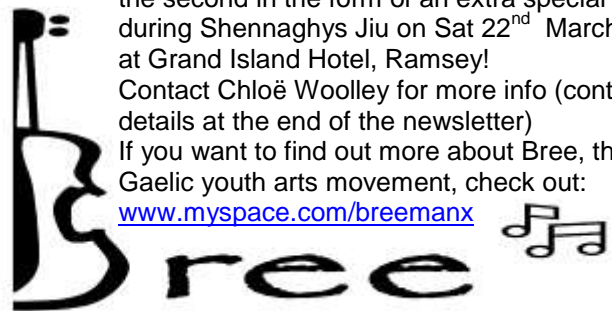 the second in the form of an extra special
during Shennaghys Jiu on Sat 22nd March
at Grand Island Hotel, Ramsey!
Contact Chloë Woolley for more info (cont
details at the end of the newsletter)
If you want to find out more about Bree, th
Gaelic youth arts movement, check out:
www.myspace.com/breemanx
Bree